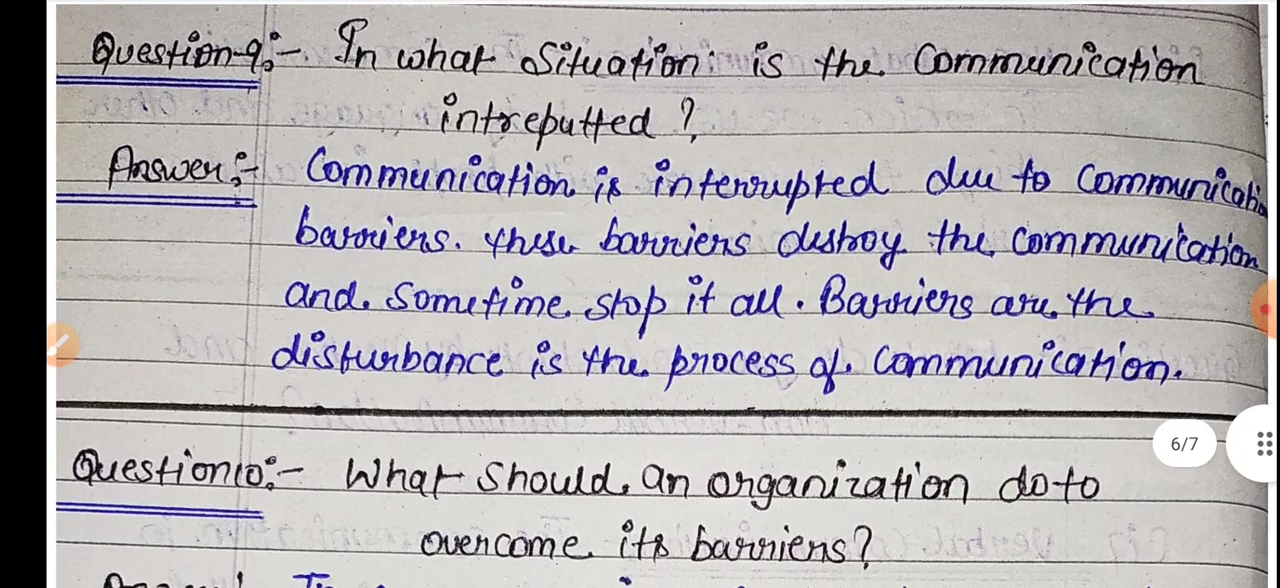 Question-9:- In what Situation is the Communication
intreputted?
Answer:- Communication is interrupted due to Communicatio
barriers. these barriers destroy the communication
and sometime stop it all. Barriers are the
disturbance is the process of communication.
6/7
Question10:- What Should an organization do to
overcome its barriers?